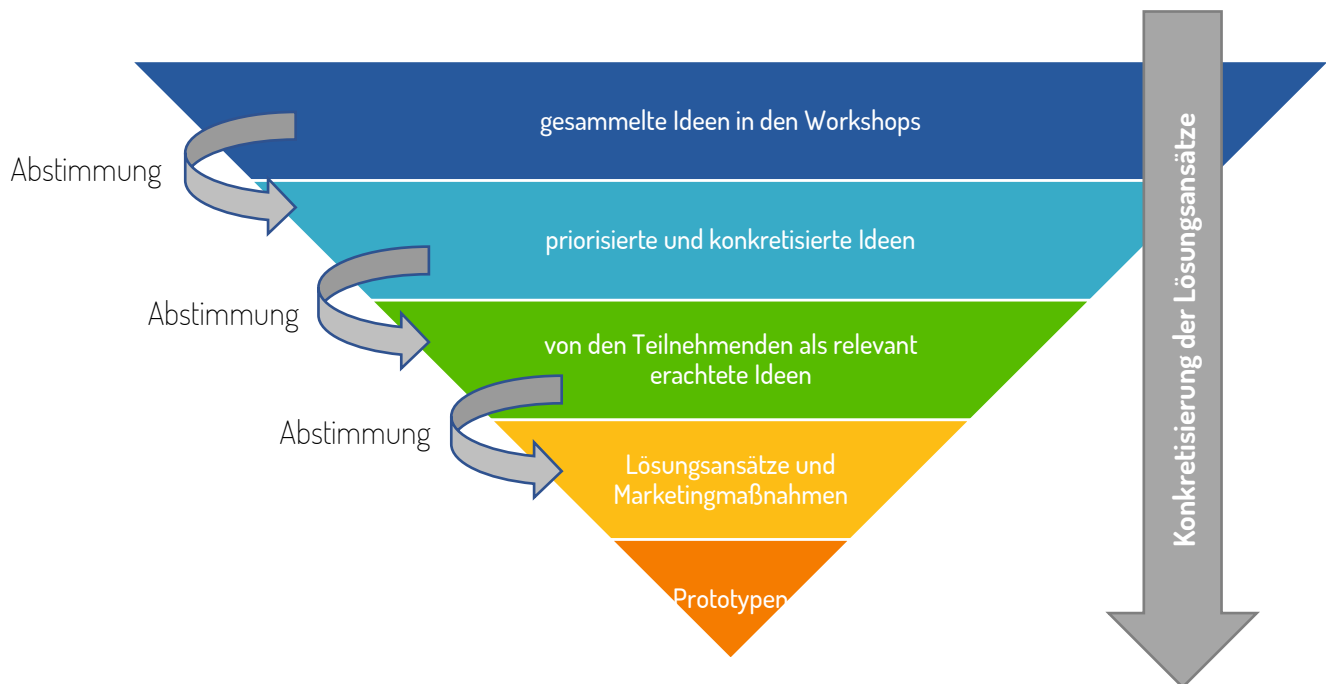 gesammelte Ideen in den Workshops
Abstimmung
priorisierte und konkretisierte Ideen
Abstimmung
von den Teilnehmenden als relevant
erachtete Ideen
Abstimmung
Lösungsansätze und
Marketingmaßnahmen
Prototypen
Konkretisierung der Lösungsansätze